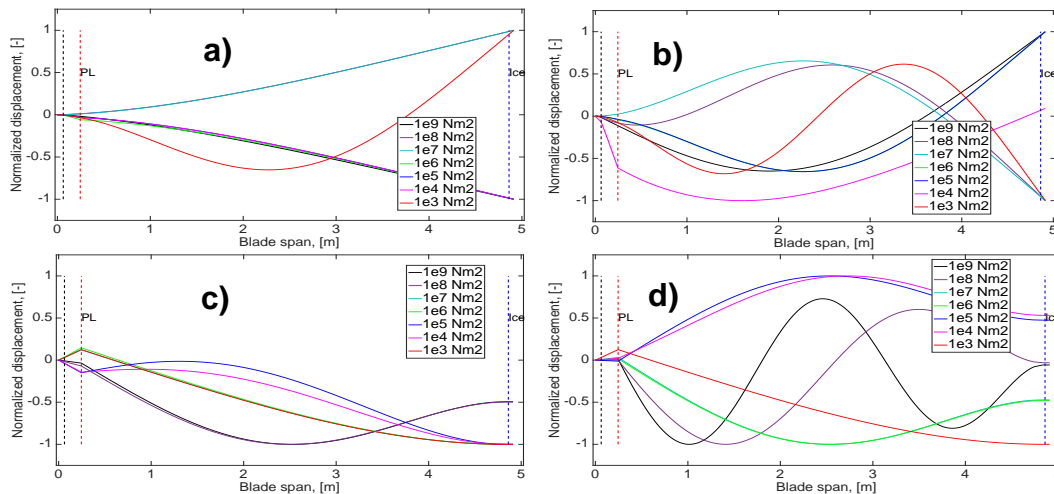 a)
Normalized displacement, [-]
1
0.5
0
-0.5
-1
PL
Ice
1e9 Nm2
1e8 Nm2
1e7 Nm2
1e6 Nm2
1e5 Nm2
1e4 Nm2
1e3 Nm2
0 1 2 3 4 5
Blade span, [m]
b)
Normalized displacement, [-]
1
0.5
0
-0.5
-1
PL
Ice
1e9 Nm2
1e8 Nm2
1e7 Nm2
1e6 Nm2
1e5 Nm2
1e4 Nm2
1e3 Nm2
0 1 2 3 4 5
Blade span, [m]
c)
Normalized displacement, [-]
1
0.5
0
-0.5
-1
PL
Ice
1e9 Nm2
1e8 Nm2
1e7 Nm2
1e6 Nm2
1e5 Nm2
1e4 Nm2
1e3 Nm2
0 1 2 3 4 5
Blade span, [m]
d)
Normalized displacement, [-]
1
0.5
0
-0.5
-1
PL
Ic
1e9 Nm2
1e8 Nm2
1e7 Nm2
1e6 Nm2
1e5 Nm2
1e4 Nm2
1e3 Nm2
0 1 2 3 4
Blade span, [m]